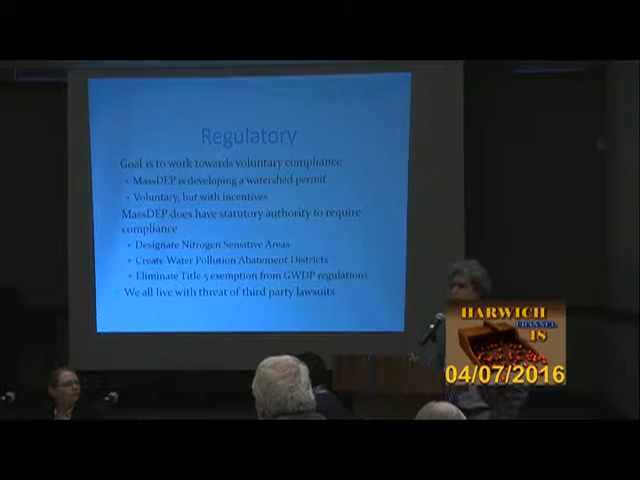 Regulatory
Goal is to work towards voluntary compliance
MassDEP is developing a watershed permit
Voluntary, but with incentives
MassDEP does have statutory authority to require
compliance
Designate Nitrogen Sensitive Areas
Create Water Pollution Abatement Districts
Eliminate Title 5 exemption from GWDP regulations
We all live with threat of third party lawsuits
HARWICH
CHANNEL
18
04/07/2016